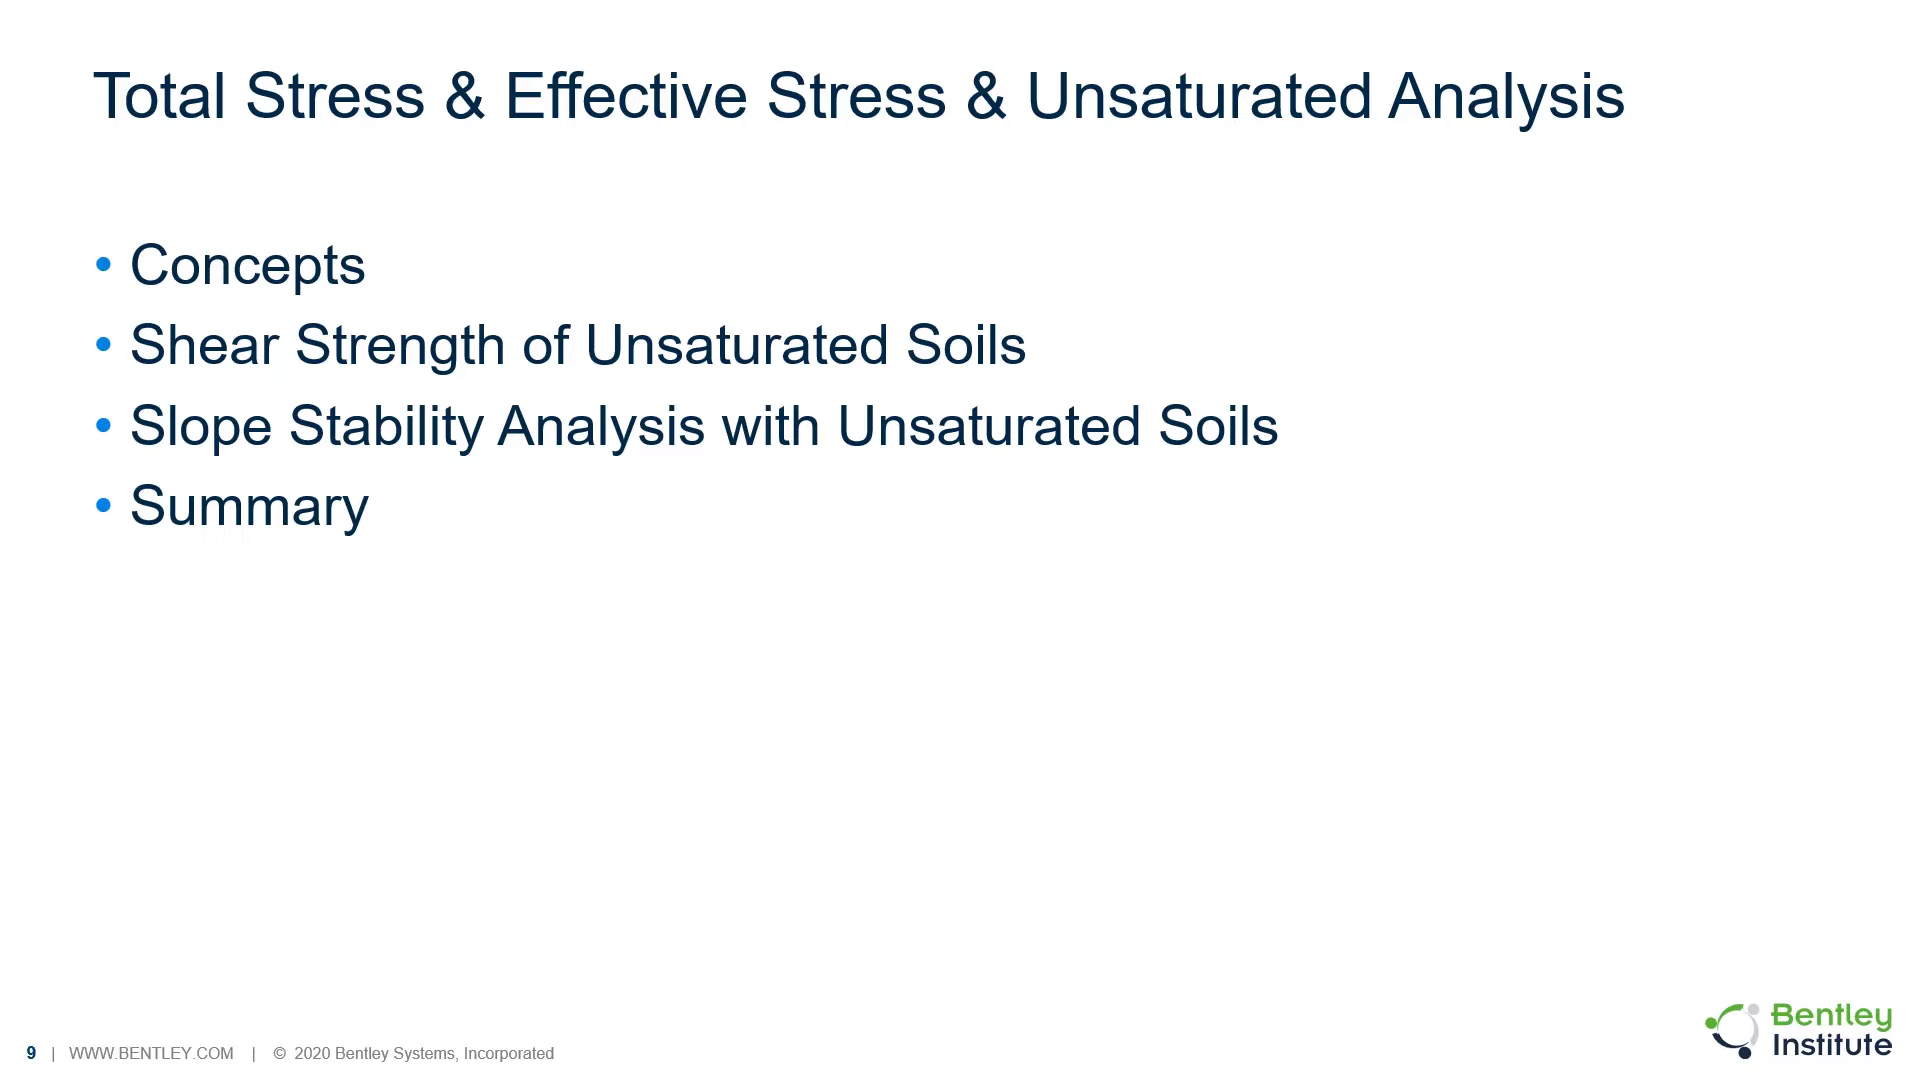 Total Stress & Effective Stress & Unsaturated Analysis
• Concepts
• Shear Strength of Unsaturated Soils
• Slope Stability Analysis with Unsaturated Soils
• Summary
9 | WWW.BENTLEY.COM | © 2020 Bentley Systems, Incorporated
Bentley
Institute